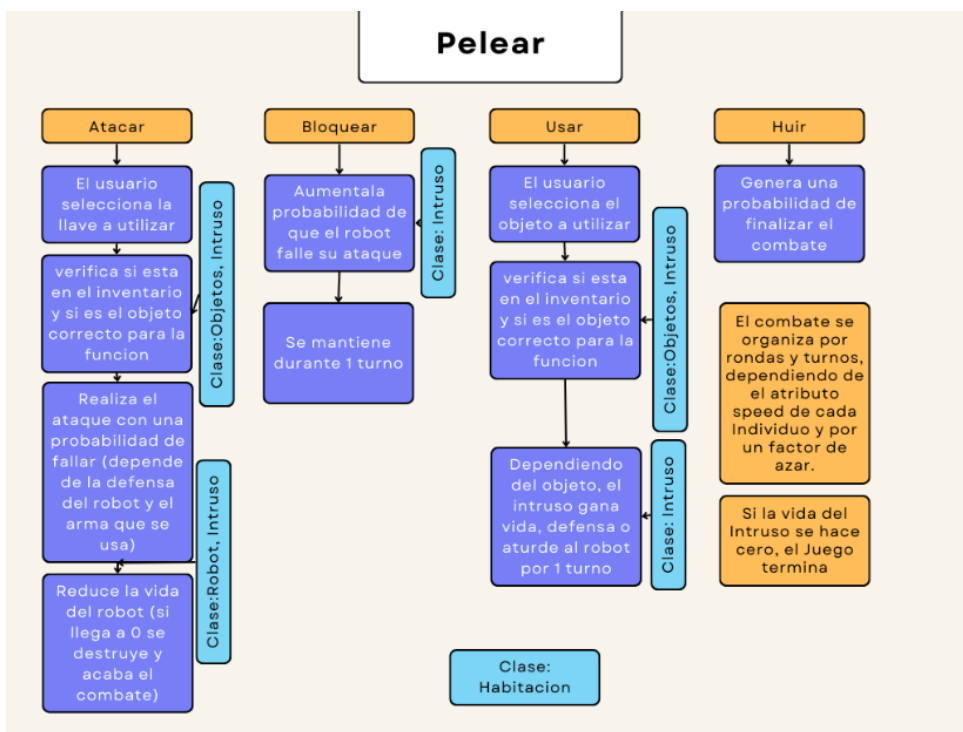 Pelear
Atacar
El usuario
selecciona la
llave a utilizar
verifica si esta
en el inventario
y si es el objeto
correcto para la
funcion
Clase:Objetos, Intruso
Realiza el
ataque con una
probabilidad de
fallar (depende
de la defensa
del robot y el
arma que se
usa)
Clase:Robot, Intruso
Reduce la vida
del robot (si
llega a 0 se
destruye y
acaba el
combate)
Bloquear
Aumentala
probabilidad de
que el robot
falle su ataque
Clase: Intruso
Se mantiene
durante 1 turno
Usar
El usuario
selecciona el
objeto a utilizar
verifica si esta
en el inventario
y si es el objeto
correcto para la
funcion
Clase:Objetos, Intruso
Dependiendo
del objeto, el
intruso gana
vida, defensa o
aturde al robot
por 1 turno
Clase: Intruso
Huir
Genera una
probabilidad de
finalizar el
combate
El combate se
organiza por
rondas y turnos,
dependiendo de
el atributo
speed de cada
Individuo y por
un factor de
azar.
Si la vida del
Intruso se hace
cero, el Juego
termina
Clase:
Habitacion